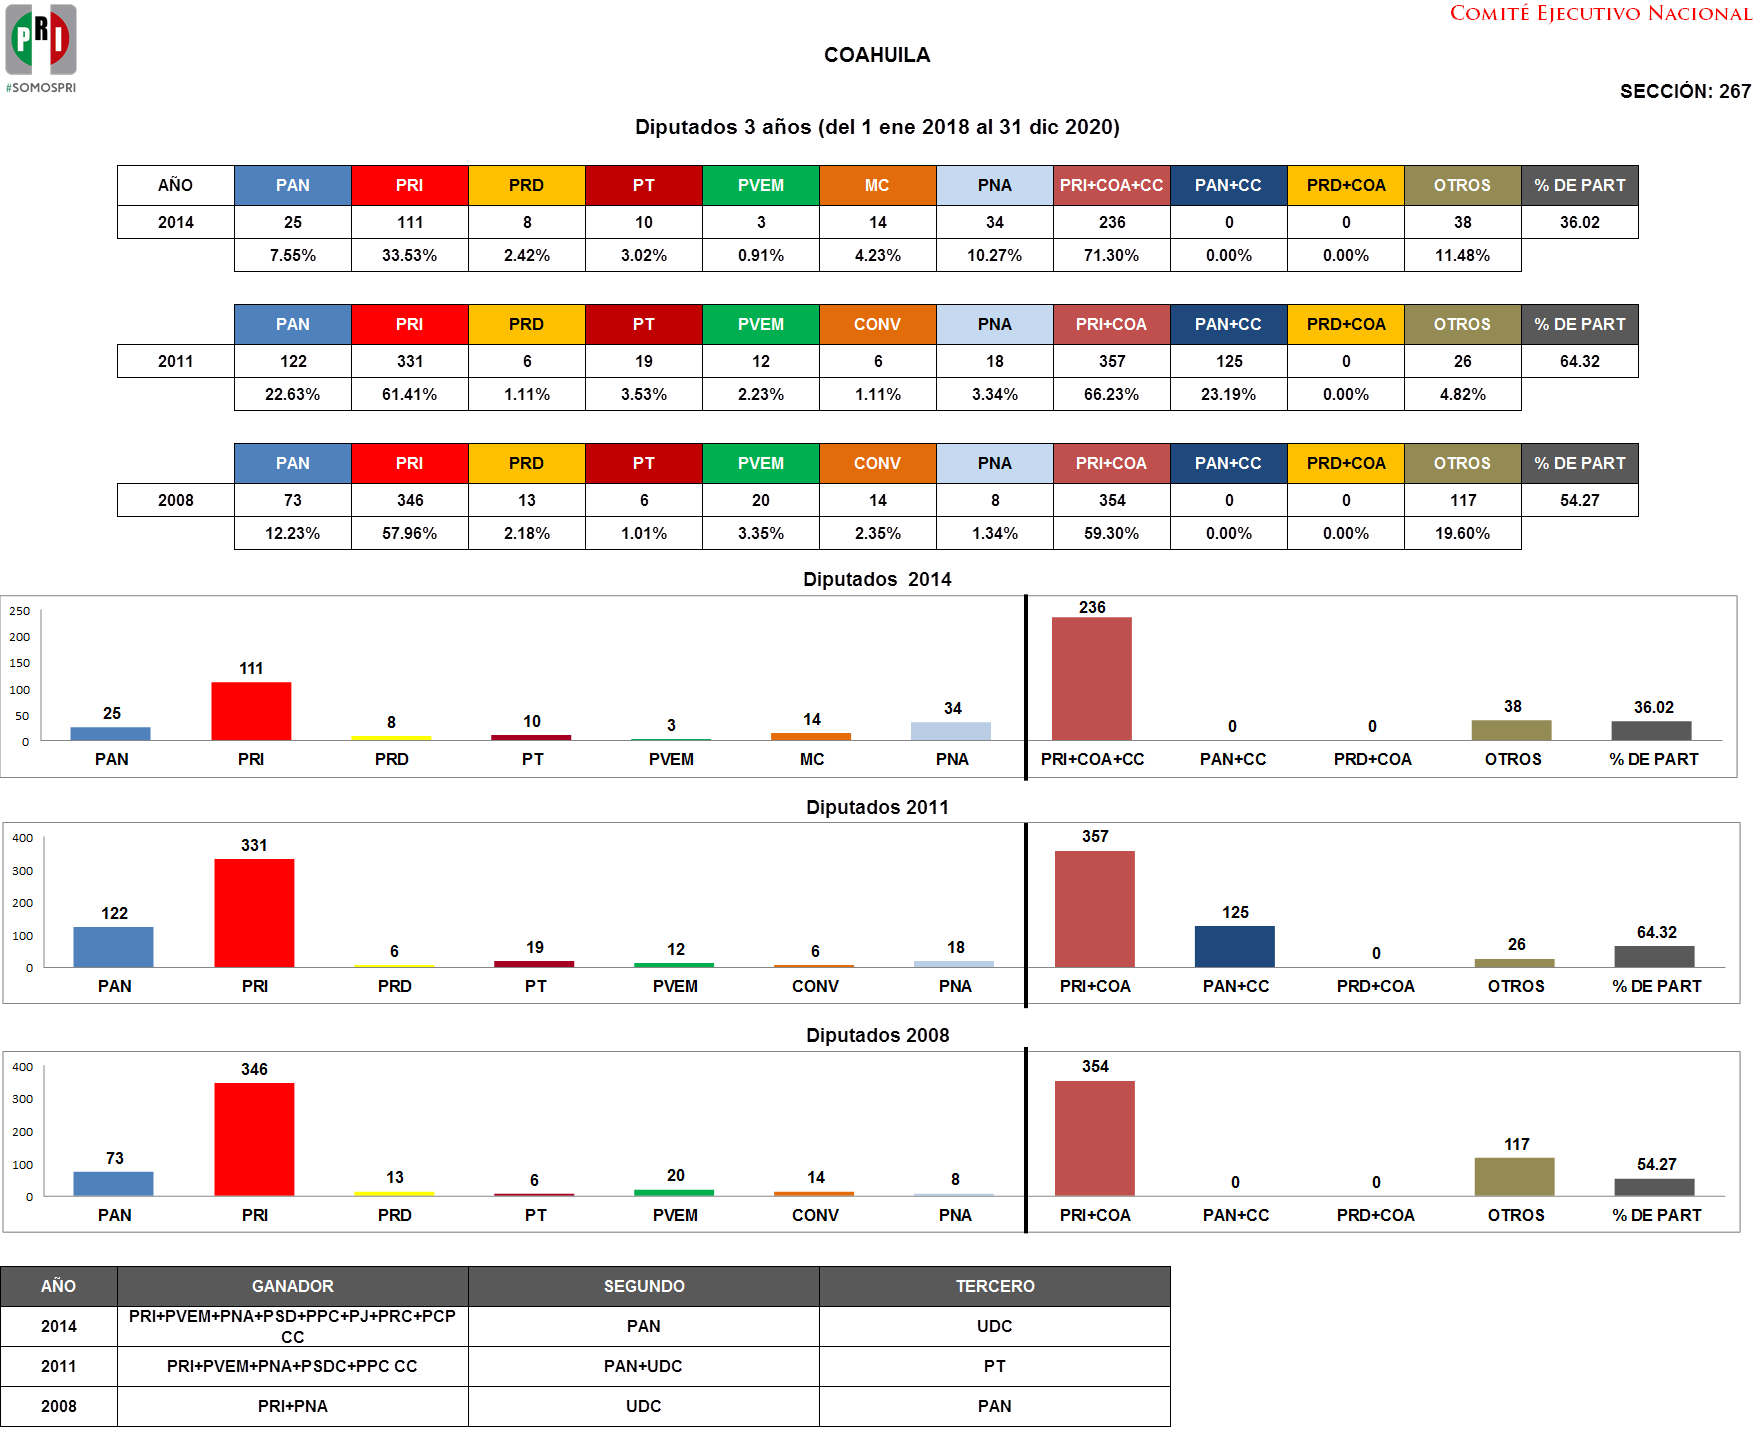 PRI
#SOMOSPRI
COMITÉ EJECUTIVO NACIONAL
COAHUILA
SECCIÓN: 267
Diputados 3 años (del 1 ene 2018 al 31 dic 2020)
AÑO PAN PRI PRD PT PVEM MC PNA PRI+COA+CC PAN+CC PRD+COA OTROS % DE PART
2014 25 111 8 10 3 14 34 236 0 0 38 36.02
7.55% 33.53% 2.42% 3.02% 0.91% 4.23% 10.27% 71.30% 0.00% 0.00% 11.48%
PAN PRI PRD PT PVEM CONV PNA PRI+COA PAN+CC PRD+COA OTROS % DE PART
2011 122 331 6 19 12 6 18 357 125 0 26 64.32
22.63% 61.41% 1.11% 3.53% 2.23% 1.11% 3.34% 66.23% 23.19% 0.00% 4.82%
PAN PRI PRD PT PVEM CONV PNA PRI+COA PAN+CC PRD+COA OTROS % DE PART
2008 73 346 13 6 20 14 8 354 0 0 117 54.27
12.23% 57.96% 2.18% 1.01% 3.35% 2.35% 1.34% 59.30% 0.00% 0.00% 19.60%
Diputados 2014
250
200
150
100
50
0
25 111 8 10 3 14 34 236 0 0 38 36.02
PAN PRI PRD PT PVEM MC PNA PRI+COA+CC PAN+CC PRD+COA OTROS % DE PART
Diputados 2011
400
300
200
100
0
122 331 6 19 12 6 18 357 125 0 26 64.32
PAN PRI PRD PT PVEM CONV PNA PRI+COA PAN+CC PRD+COA OTROS % DE PART
Diputados 2008
400
300
200
100
0
73 346 13 6 20 14 8 354 0 0 117 54.27
PAN PRI PRD PT PVEM CONV PNA PRI+COA PAN+CC PRD+COA OTROS % DE PART
AÑO GANADOR SEGUNDO TERCERO
2014 PRI+PVEM+PNA+PSD+PPC+PJ+PRC+PCP CC PAN UDC
2011 PRI+PVEM+PNA+PSDC+PPC CC PAN+UDC PT
2008 PRI+PNA UDC PAN